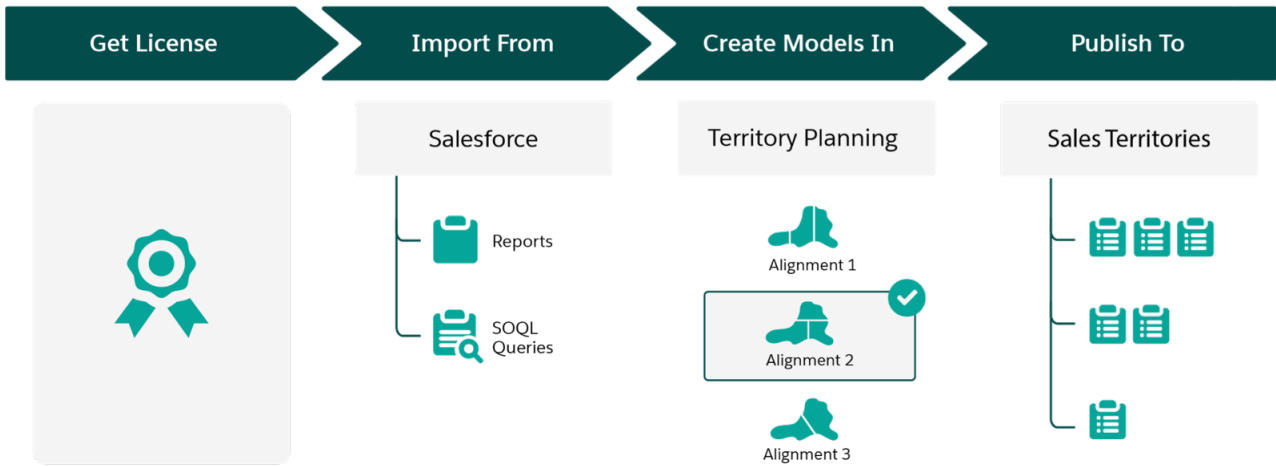 Get License
Import From
Create Models In
Publish To
Salesforce
Reports
SOQL
Queries
Territory Planning
Alignment 1
Alignment 2
Alignment 3
Sales Territories